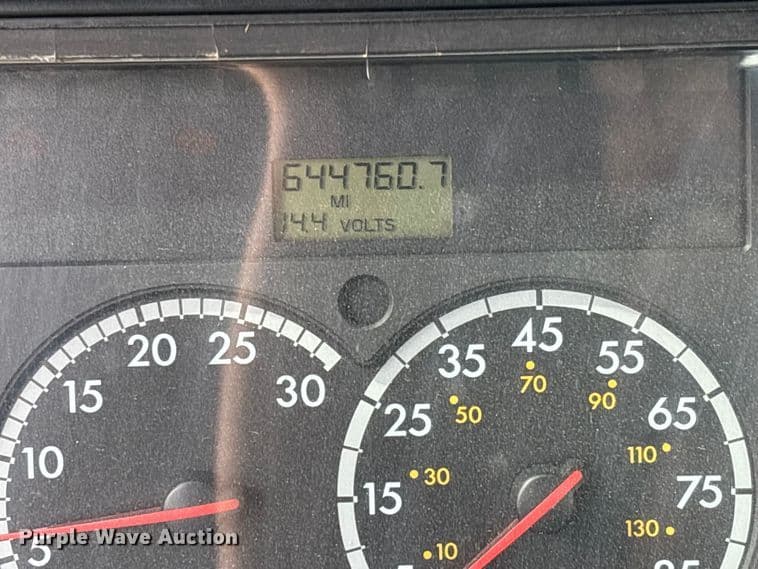 644760.7
MI
14.4 VOLTS
5 10 15 20 25 30
15 25 35 45 55 65 75
10 30 50 70 90 110 130
Purple Wave Auction